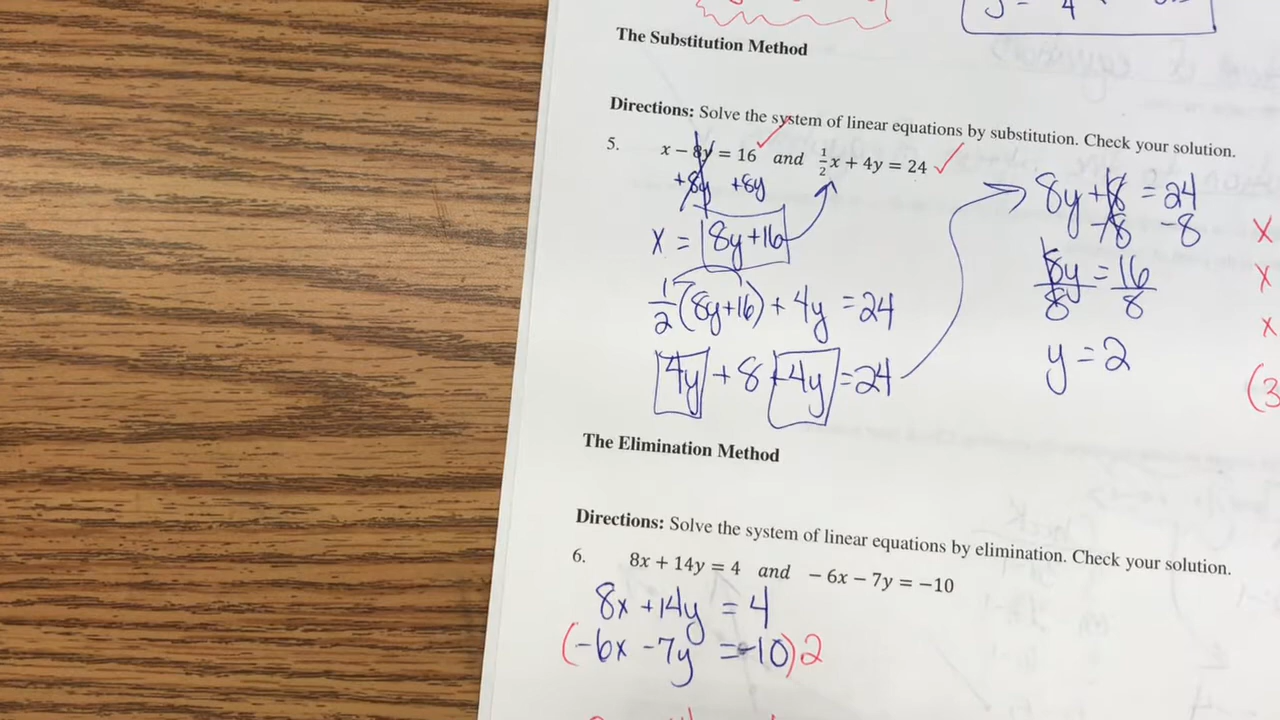 The Substitution Method
Directions: Solve the system of linear equations by substitution. Check your solution.
5. x − 8y = 16 and 1/2x + 4y = 24
+8y +8y
x = 8y+16
1/2(8y+16) + 4y = 24
4y + 8 + 4y = 24
8y + 8 = 24
-8 -8
8y/8 = 16/8
y = 2
x
x
x
(3
The Elimination Method
Directions: Solve the system of linear equations by elimination. Check your solution.
6. 8x + 14y = 4 and − 6x − 7y = −10
8x + 14y = 4
(-6x - 7y = -10)2